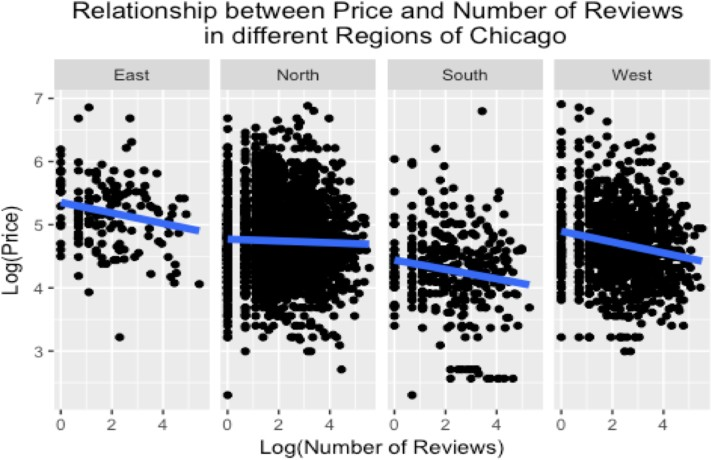 Relationship between Price and Number of Reviews
in different Regions of Chicago
East North South West
7
6
5
4
3
Log(Price)
0 2 4 0 2 4 0 2 4 0 2 4
Log(Number of Reviews)